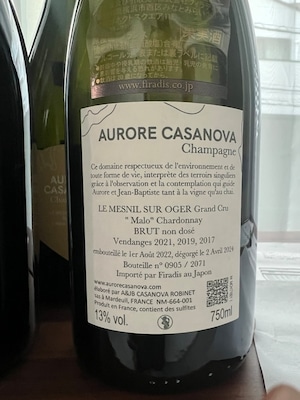 www.firadis.co.jp
AURORE CASANOVA
Champagne
Ce domaine respectueux de l'environnement et de
toute forme de vie, interprète des terroirs singuliers
grâce à l'observation et la contemplation qui guide
Aurore et Jean-Baptiste tant à la vigne qu'au chai.
LE MESNIL SUR OGER Grand Cru
" Malo" Chardonnay
BRUT non dosé
Vendanges 2021, 2019, 2017
embouteillé le 1er Août 2022, dégorgé le 2 Avril 2024
Bouteille n° 0905 / 2071
Importé par Firadis au Japon
www.aurorecasanova.com
élaboré par A&JB CASANOVA ROBINET
sas à Mardeuil, FRANCE NM-664-001
Produit en France, contient des sulfites
13% vol.
750ml